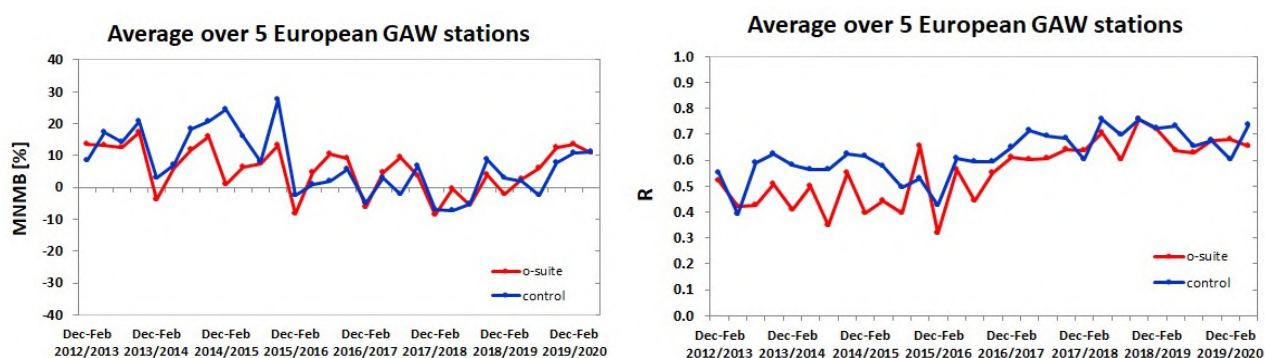 Average over 5 European GAW stations
MNMB [%]
40
30
20
10
0
-10
-20
-30
-40
o-suite
control
Dec-Feb Dec-Feb Dec-Feb Dec-Feb Dec-Feb Dec-Feb Dec-Feb Dec-Feb
2012/2013 2013/2014 2014/2015 2015/2016 2016/2017 2017/2018 2018/2019 2019/2020
Average over 5 European GAW stations
R
1.0
0.9
0.8
0.7
0.6
0.5
0.4
0.3
0.2
0.1
0.0
o-suite
control
Dec-Feb Dec-Feb Dec-Feb Dec-Feb Dec-Feb Dec-Feb Dec-Feb Dec-Feb
2012/2013 2013/2014 2014/2015 2015/2016 2016/2017 2017/2018 2018/2019 2019/2020